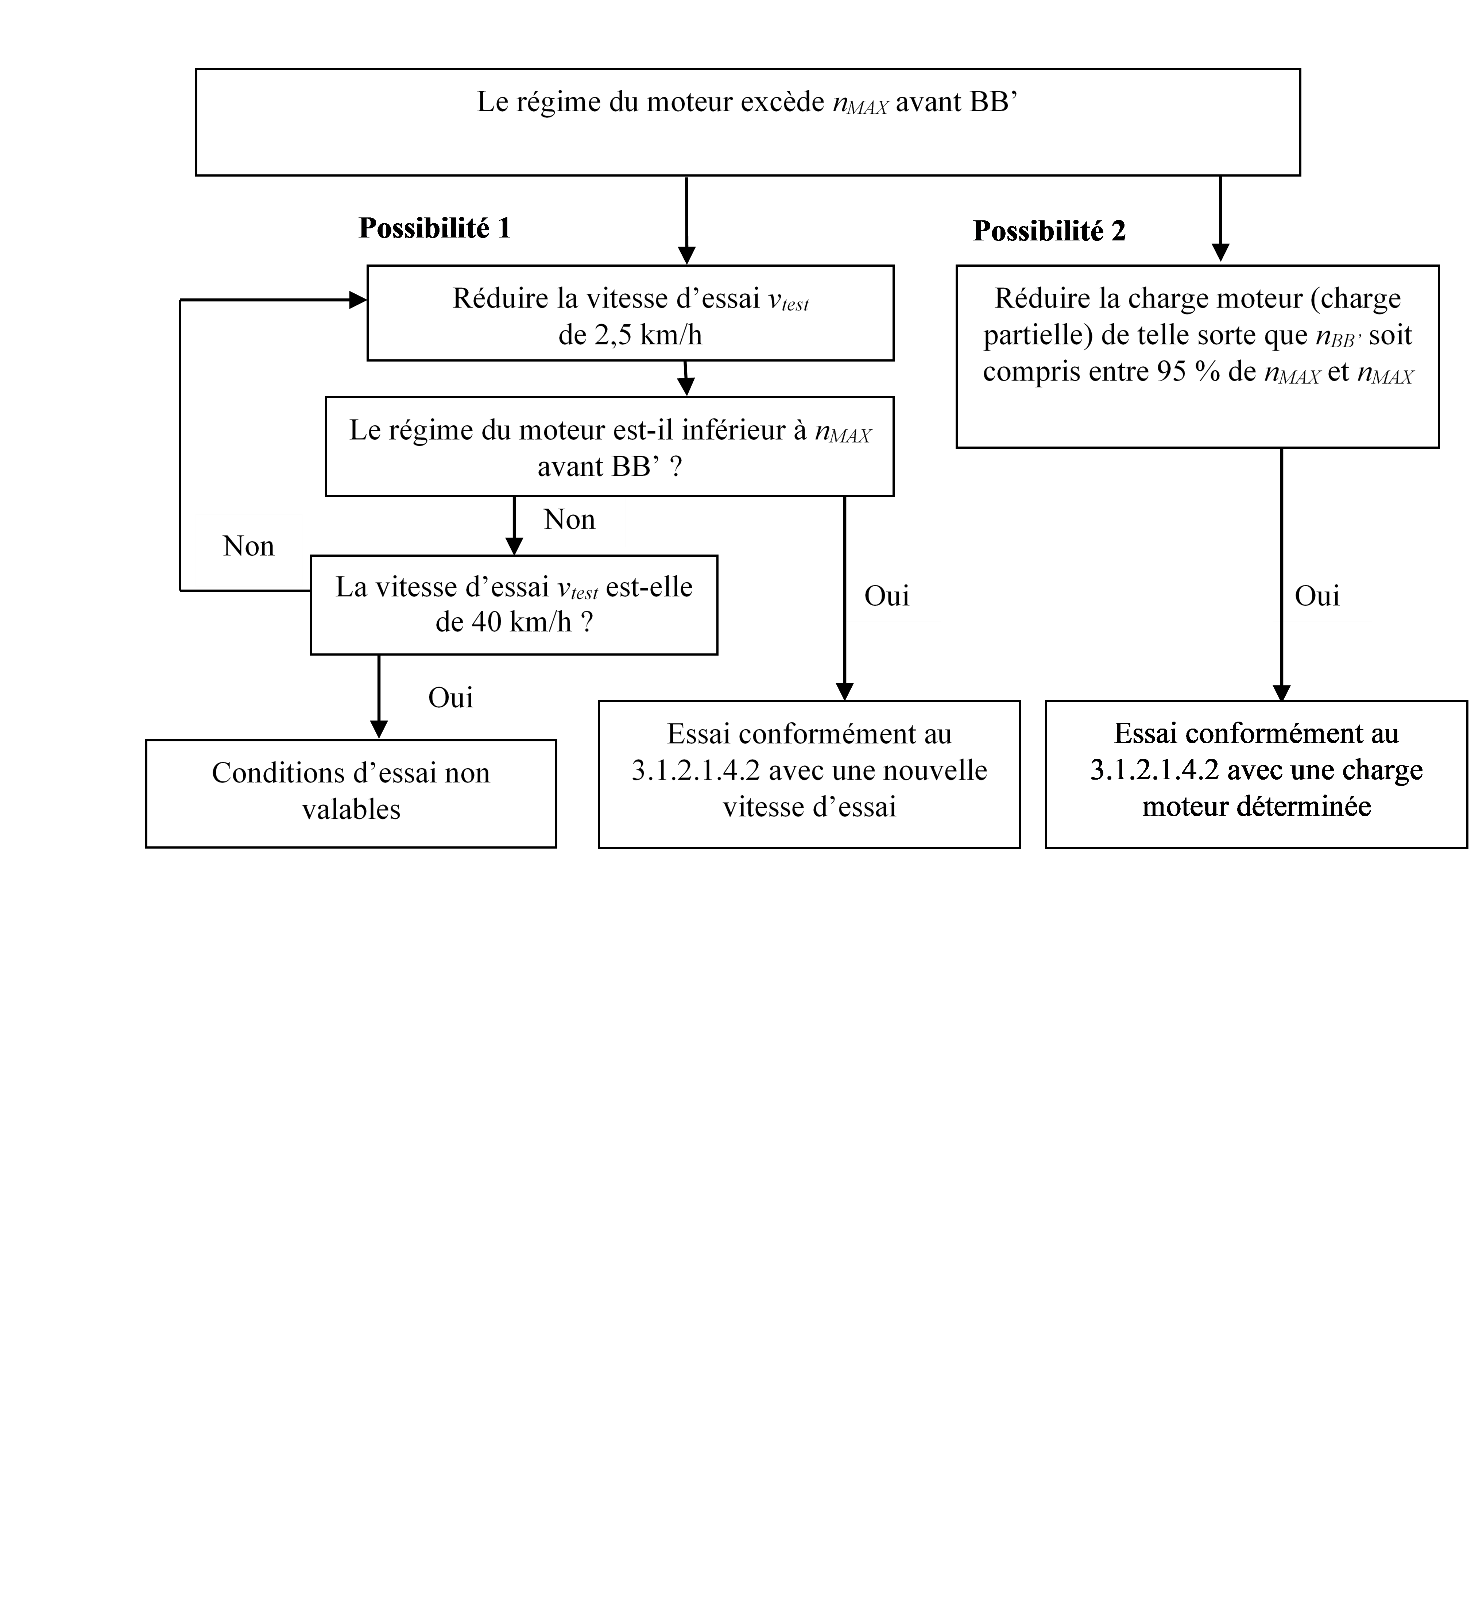 Le régime du moteur excède nMAX avant BB’
Possibilité 1
Possibilité 2
Réduire la vitesse d’essai vtest
de 2,5 km/h
Réduire la charge moteur (charge
partielle) de telle sorte que nBB’ soit
compris entre 95 % de nMAX et nMAX
Le régime du moteur est-il inférieur à nMAX
avant BB’ ?
Non
Non
La vitesse d’essai vtest est-elle
de 40 km/h ?
Oui
Oui
Oui
Conditions d’essai non
valables
Essai conformément au
3.1.2.1.4.2 avec une nouvelle
vitesse d’essai
Essai conformément au
3.1.2.1.4.2 avec une charge
moteur déterminée